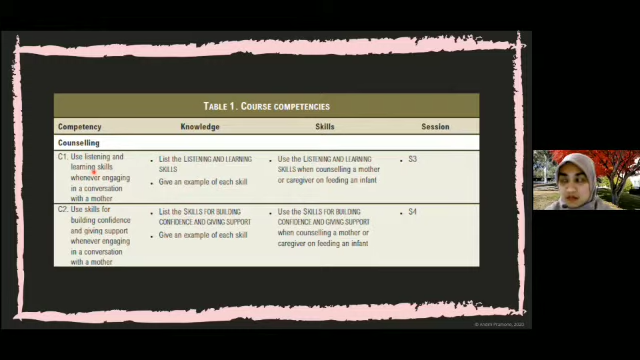 TABLE 1. COURSE COMPETENCIES
Competency Knowledge Skills Session
Counselling
C1. Use listening and
learning skills
whenever engaging
in a conversation
with a mother
• List the LISTENING AND LEARNING
SKILLS
• Give an example of each skill
• Use the LISTENING AND LEARNING
SKILLS when counselling a mother
or caregiver on feeding an infant
• S3
C2. Use skills for
building confidence
and giving support
whenever engaging
in a conversation
with a mother
• List the SKILLS FOR BUILDING
CONFIDENCE AND GIVING SUPPORT
• Give an example of each skill
• Use the SKILLS FOR BUILDING
CONFIDENCE AND GIVING SUPPORT
when counselling a mother or
caregiver on feeding an infant
• S4
Pramono, 2020